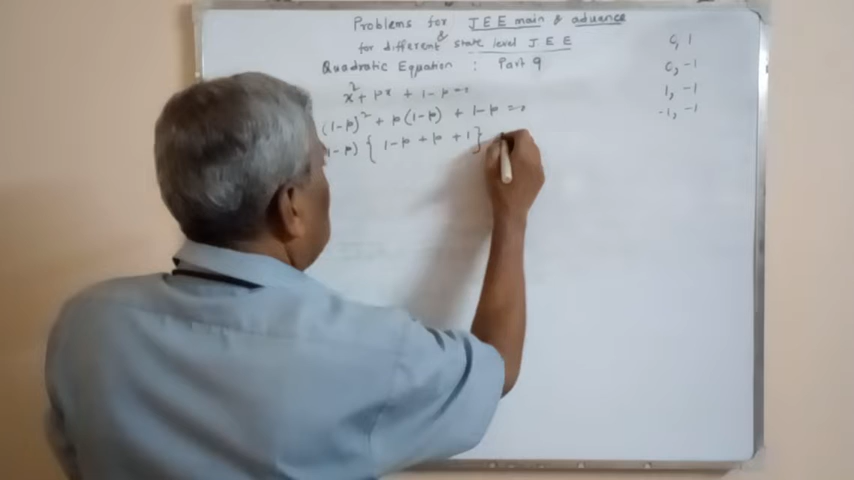 Problems for JEE main & advance
&
for different state level JEE
Quadratic Equation : Part 9
x² + px + 1-p = 0
(1-p)² + p(1-p) + 1-p = 0
1-p) { 1-p + p + 1 }
0, 1
0, -1
1, -1
-1, -1